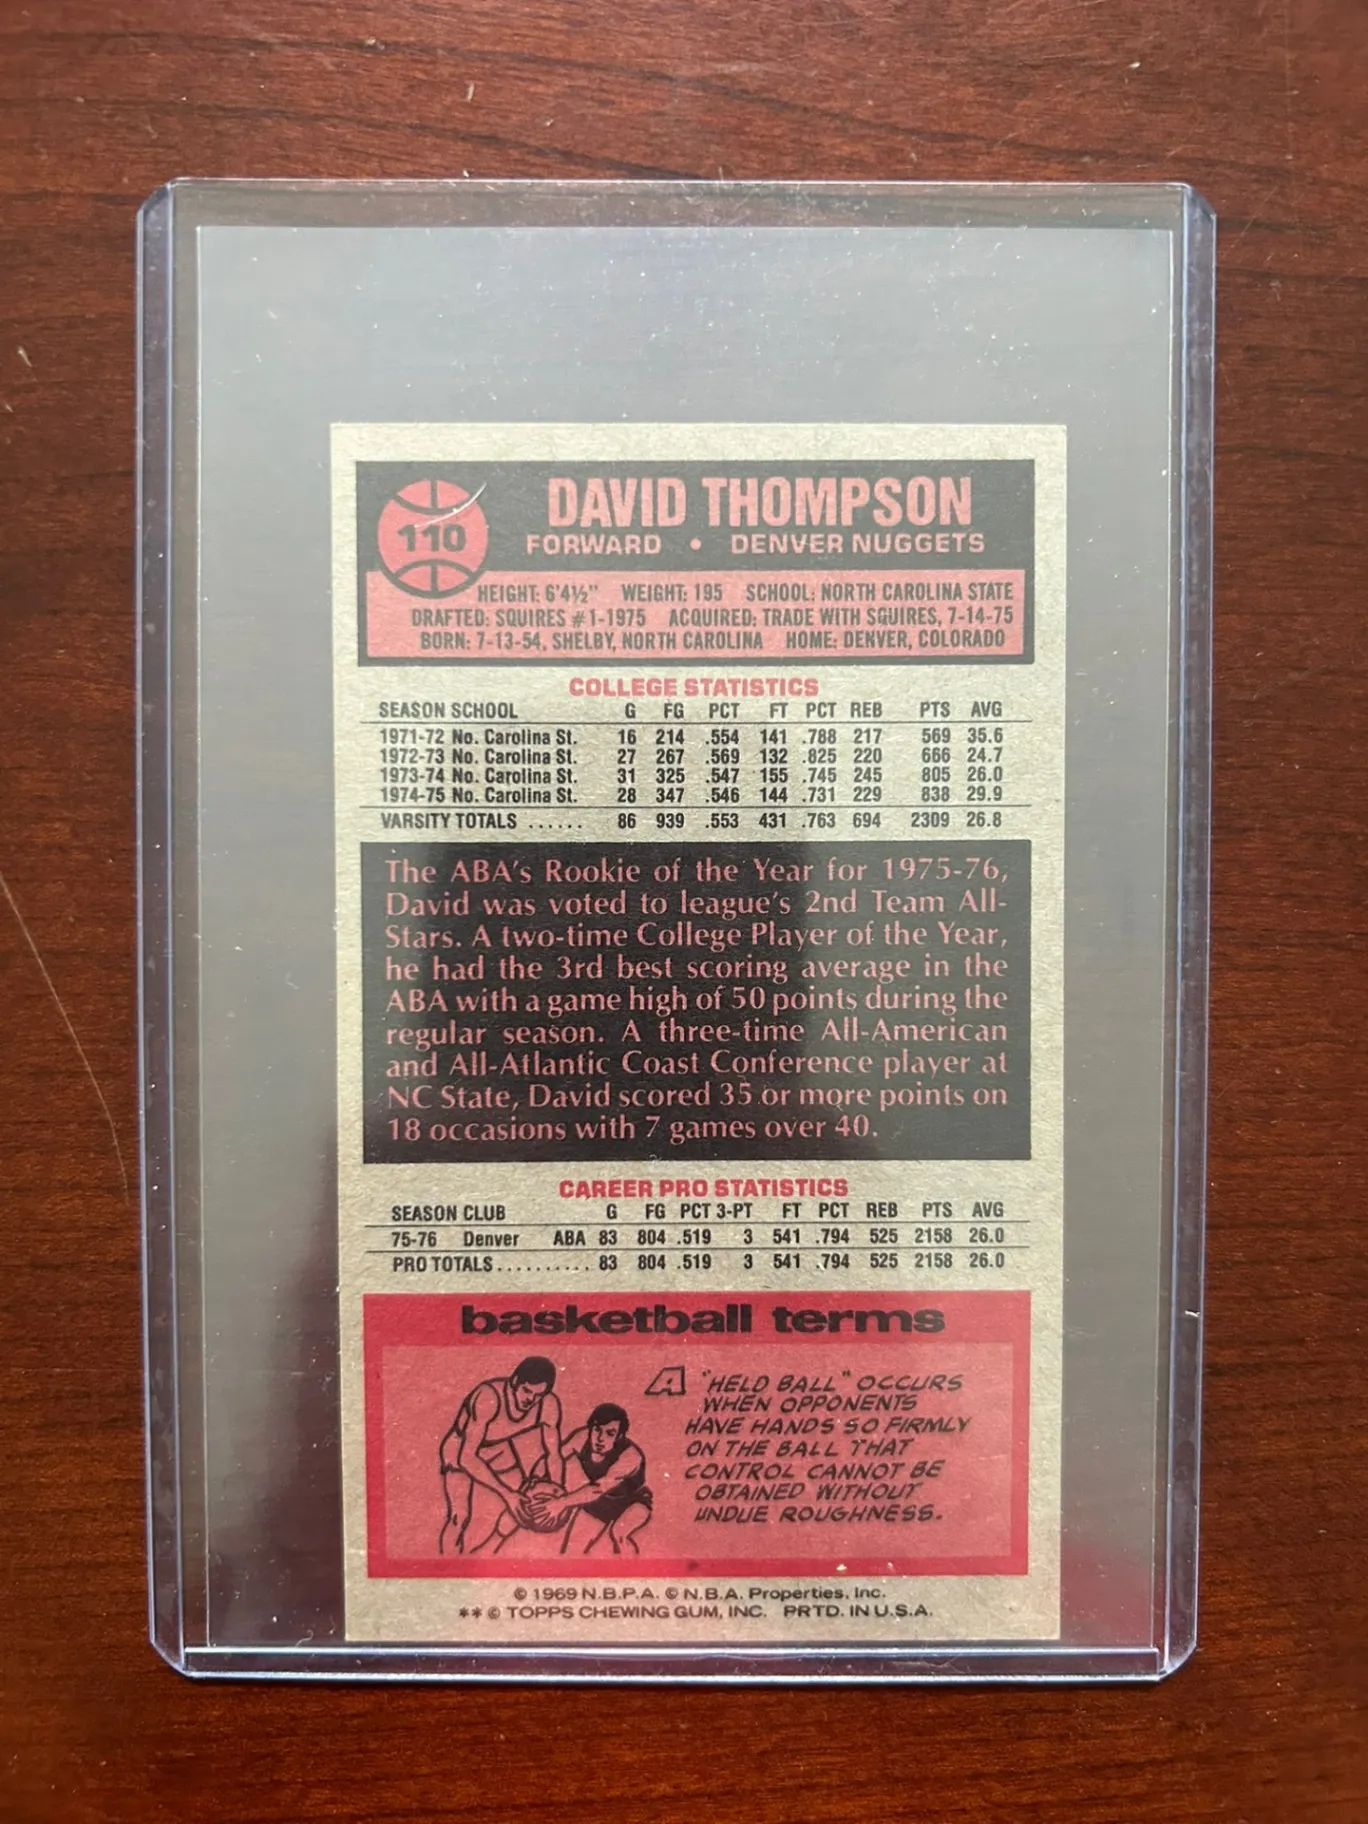 110
DAVID THOMPSON
FORWARD • DENVER NUGGETS
HEIGHT: 6'4½" WEIGHT: 195 SCHOOL: NORTH CAROLINA STATE
DRAFTED: SQUIRES #1-1975 ACQUIRED: TRADE WITH SQUIRES, 7-14-75
BORN: 7-13-54, SHELBY, NORTH CAROLINA HOME: DENVER, COLORADO
COLLEGE STATISTICS
SEASON SCHOOL G FG PCT FT PCT REB PTS AVG
1971-72 No. Carolina St. 16 214 .554 141 .788 217 569 35.6
1972-73 No. Carolina St. 27 267 .569 132 .825 220 666 24.7
1973-74 No. Carolina St. 31 325 .547 155 .745 245 805 26.0
1974-75 No. Carolina St. 28 347 .546 144 .731 229 838 29.9
VARSITY TOTALS ...... 86 939 .553 431 .763 694 2309 26.8
The ABA's Rookie of the Year for 1975-76,
David was voted to league's 2nd Team All-
Stars. A two-time College Player of the Year,
he had the 3rd best scoring average in the
ABA with a game high of 50 points during the
regular season. A three-time All-American
and All-Atlantic Coast Conference player at
NC State, David scored 35 or more points on
18 occasions with 7 games over 40.
CAREER PRO STATISTICS
SEASON CLUB G FG PCT 3-PT FT PCT REB PTS AVG
75-76 Denver ABA 83 804 .519 3 541 .794 525 2158 26.0
PRO TOTALS.......... 83 804 .519 3 541 .794 525 2158 26.0
basketball terms
A "HELD BALL" OCCURS
WHEN OPPONENTS
HAVE HANDS SO FIRMLY
ON THE BALL THAT
CONTROL CANNOT BE
OBTAINED WITHOUT
UNDUE ROUGHNESS.
© 1969 N.B.P.A. © N.B.A. Properties, Inc.
** © TOPPS CHEWING GUM, INC. PRTD. IN U.S.A.